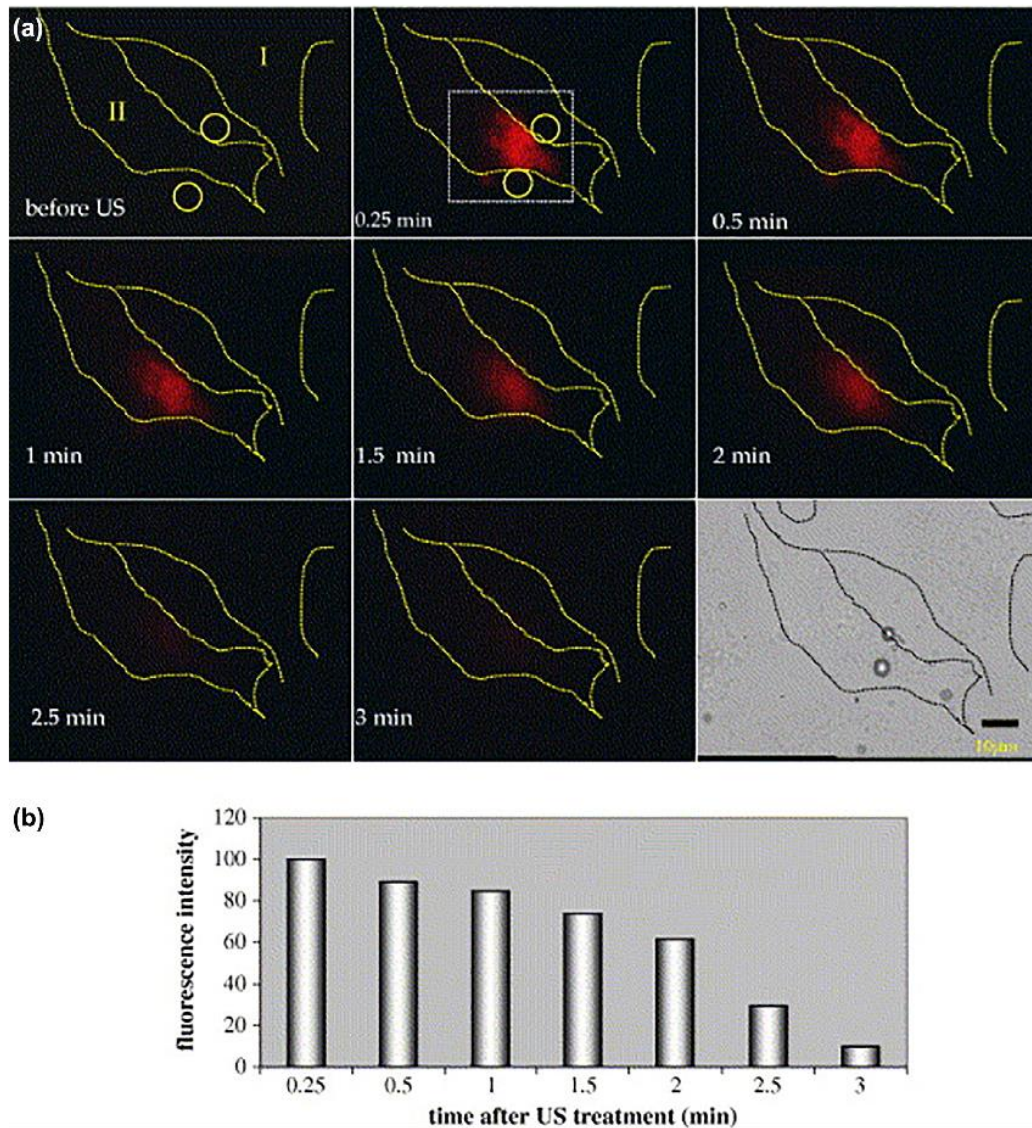 (a)
I
II
before US
0.25 min
0.5 min
1 min
1.5 min
2 min
2.5 min
3 min
10µm
(b)
fluorescence intensity
120
100
80
60
40
20
0
0.25 0.5 1 1.5 2 2.5 3
time after US treatment (min)